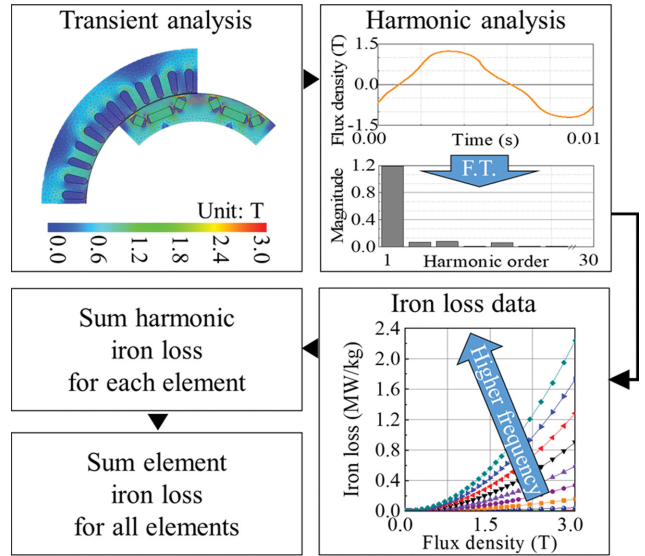 Transient analysis
Unit: T
0.0 0.6 1.2 1.8 2.4 3.0
Harmonic analysis
Flux density (T)
1.5
0.0
-1.5
0.00 0.01
Time (s)
F.T.
Magnitude
1.2
0.8
0.4
0.0
1 30
Harmonic order
Iron loss data
Iron loss (MW/kg)
2.4
2.0
1.6
1.2
0.8
0.4
0
Higher frequency
0.0 1.5 3.0
Flux density (T)
Sum harmonic
iron loss
for each element
Sum element
iron loss
for all elements